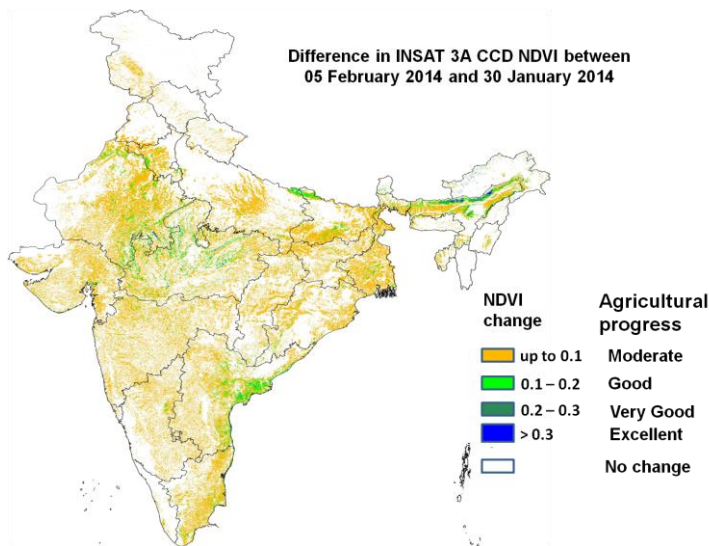 Difference in INSAT 3A CCD NDVI between
05 February 2014 and 30 January 2014
NDVI change
Agricultural progress
up to 0.1 Moderate
0.1 – 0.2 Good
0.2 – 0.3 Very Good
> 0.3 Excellent
No change